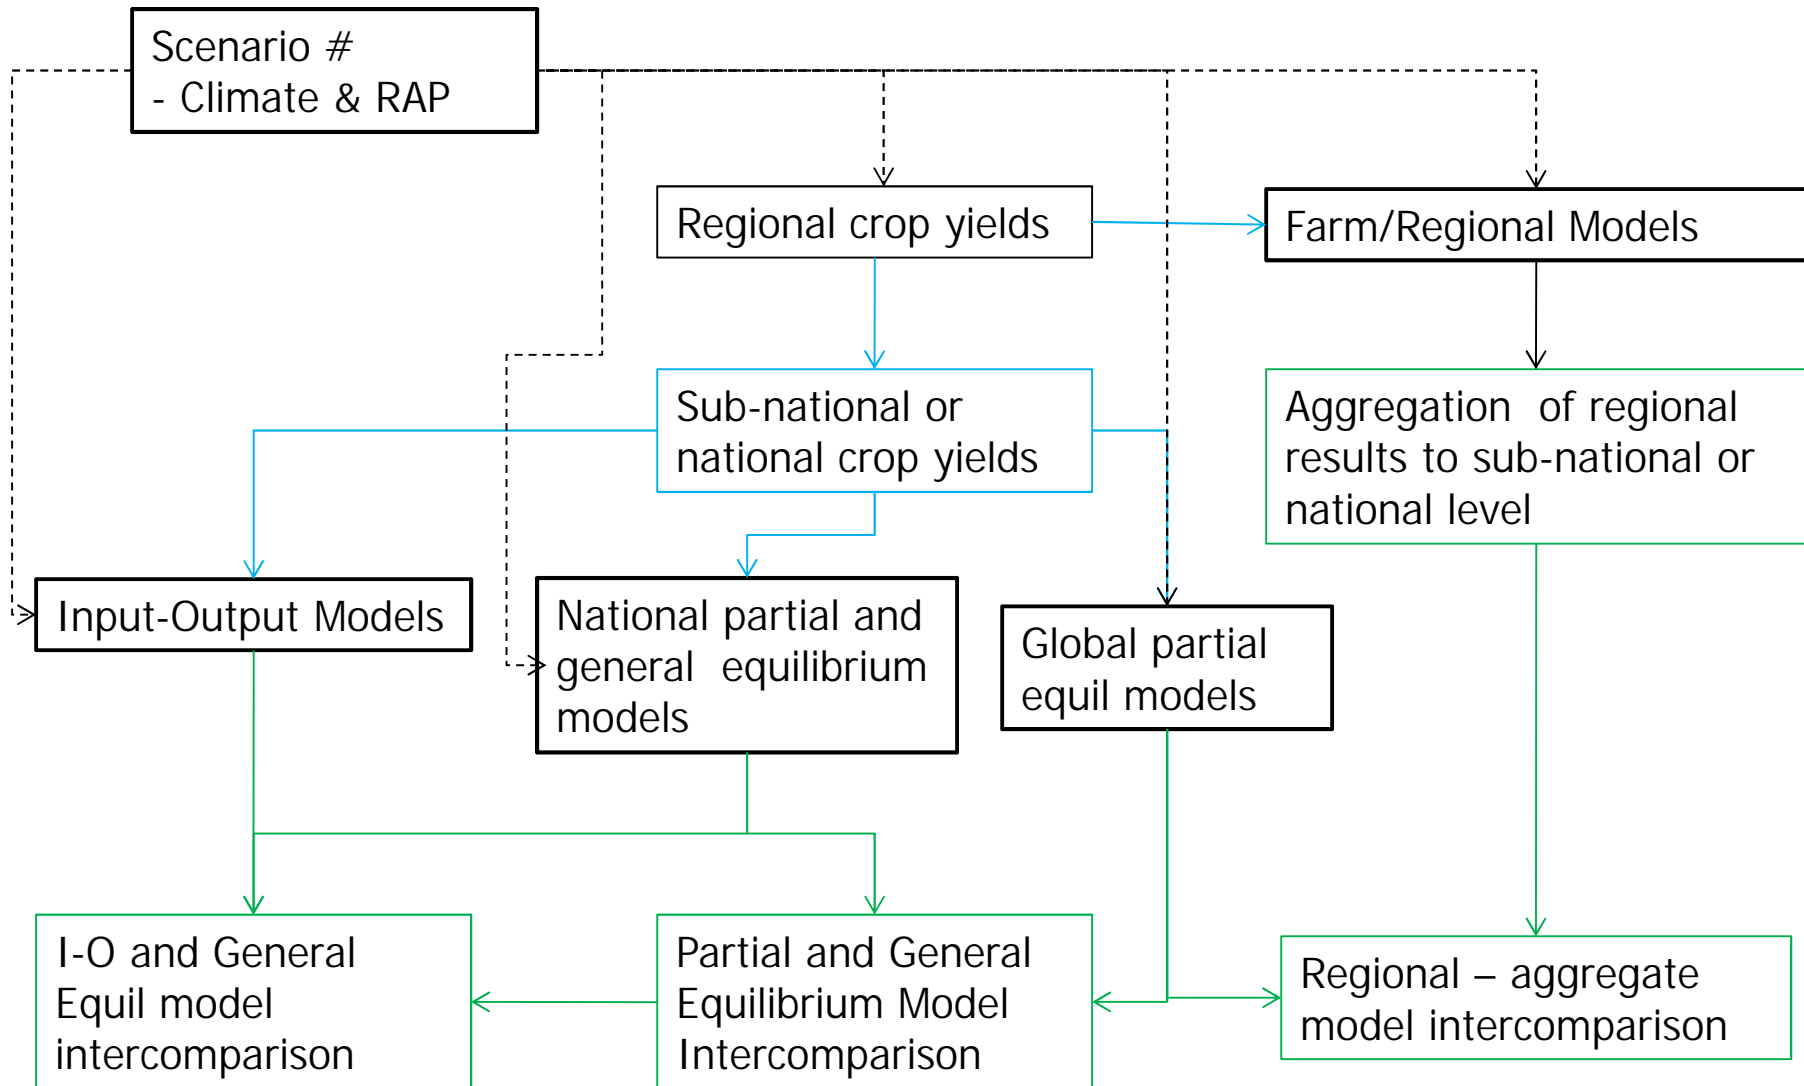 Scenario #
- Climate & RAP
Regional crop yields
Farm/Regional Models
Sub-national or
national crop yields
Aggregation of regional
results to sub-national or
national level
Input-Output Models
National partial and
general equilibrium
models
Global partial
equil models
I-O and General
Equil model
intercomparison
Partial and General
Equilibrium Model
Intercomparison
Regional – aggregate
model intercomparison